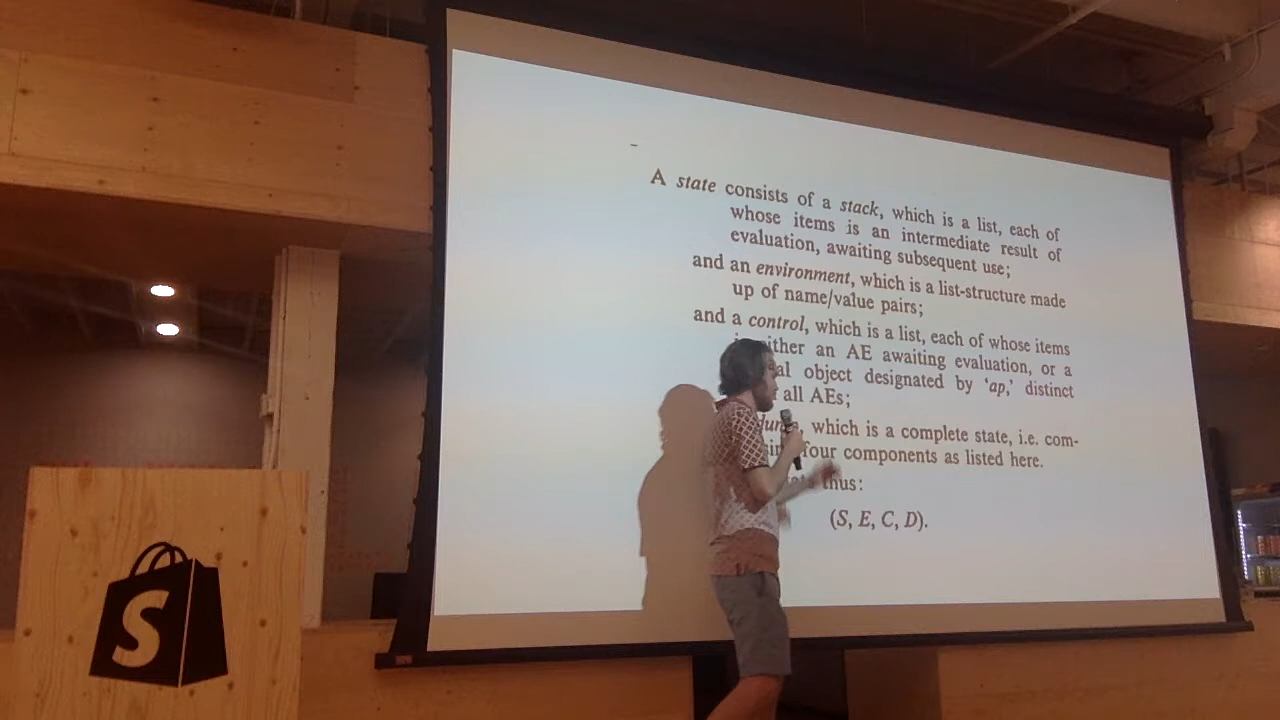 A state consists of a stack, which is a list, each of
whose items is an intermediate result of
evaluation, awaiting subsequent use;
and an environment, which is a list-structure made
up of name/value pairs;
and a control, which is a list, each of whose items
either an AE awaiting evaluation, or a
object designated by 'ap,' distinct
all AEs;
which is a complete state, i.e. com-
four components as listed here.
thus:
(S, E, C, D).
S